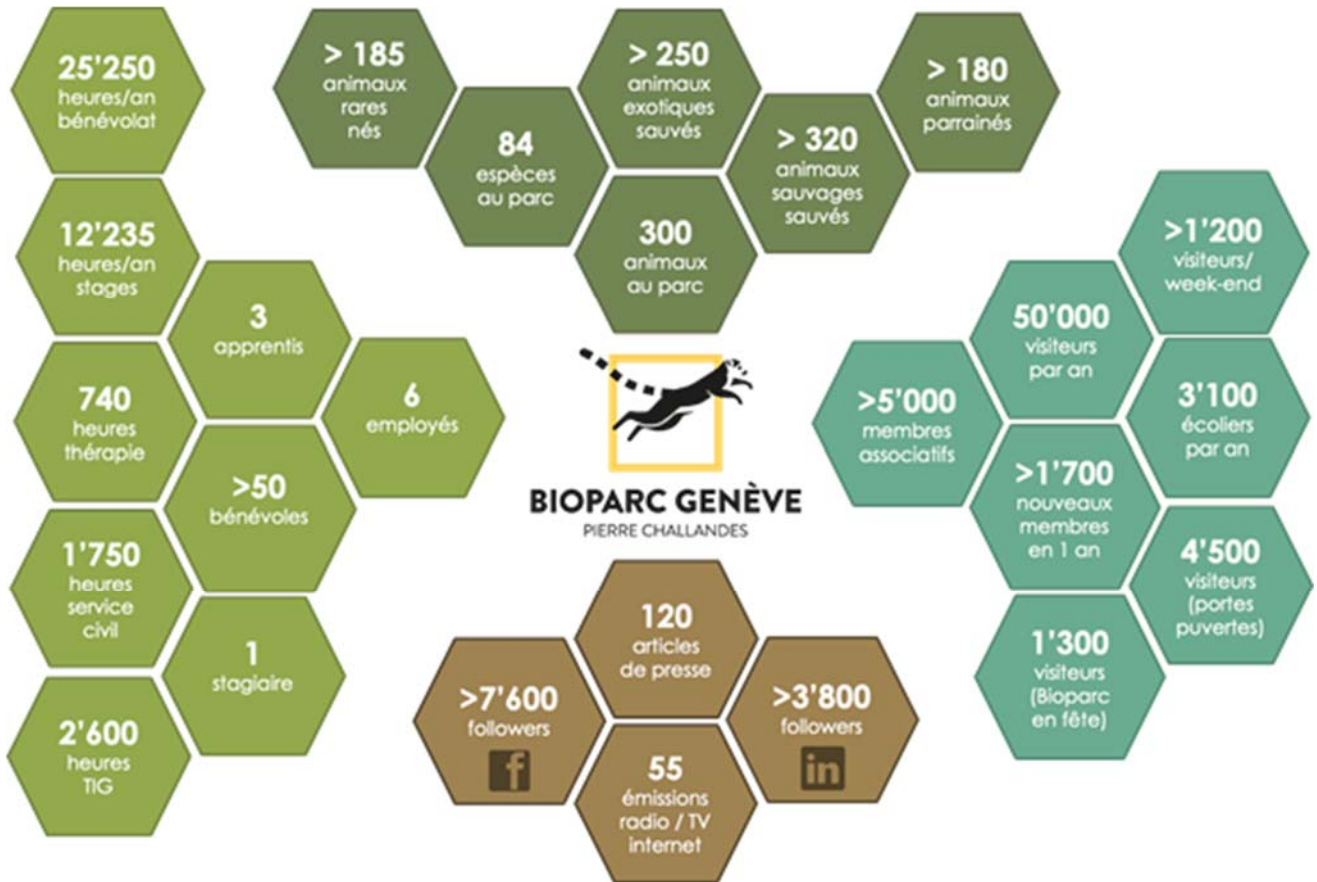 25'250
heures/an
bénévolat
12'235
heures/an
stages
740
heures
thérapie
1'750
heures
service
civil
2'600
heures
TIG
3
apprentis
>50
bénévoles
1
stagiaire
6
employés
> 185
animaux
rares
nés
84
espèces
au parc
> 250
animaux
exotiques
sauvés
300
animaux
au parc
> 320
animaux
sauvages
sauvés
> 180
animaux
parrainés
BIOPARC GENÈVE
PIERRE CHALLANDES
>7'600
followers
f
120
articles
de presse
55
émissions
radio / TV
internet
>3'800
followers
in
>5'000
membres
associatifs
50'000
visiteurs
par an
>1'700
nouveaux
membres
en 1 an
1'300
visiteurs
(Bioparc
en fête)
>1'200
visiteurs/
week-end
3'100
écoliers
par an
4'500
visiteurs
(portes
puvertes)